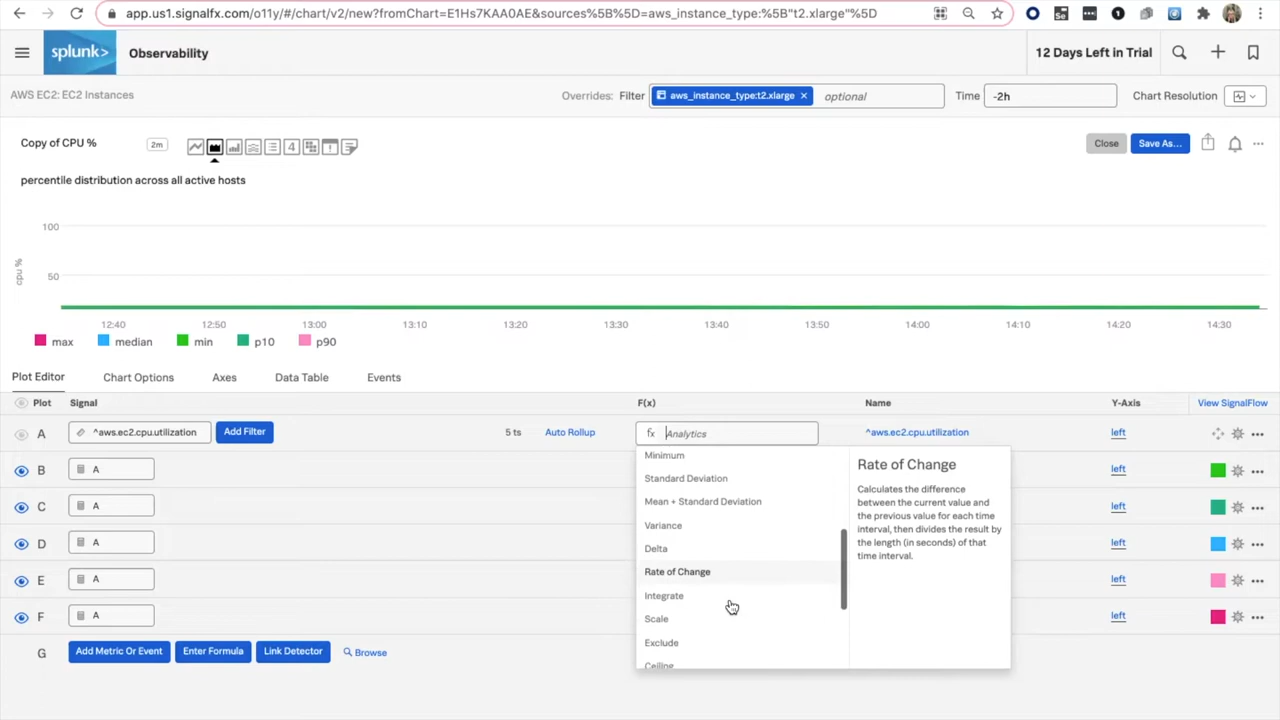 app.us1.signalfx.com/o11y/#/chart/v2/new?fromChart=E1Hs7KAA0AE&sources%5B%5D=aws_instance_type:%5B"t2.xlarge"%5D
splunk> Observability 12 Days Left in Trial
AWS EC2: EC2 Instances Overrides: Filter aws_instance_type:t2.xlarge × optional Time -2h Chart Resolution
Copy of CPU % 2m 4 Close Save As...
percentile distribution across all active hosts
100
50
cpu %
12:40 12:50 13:00 13:10 13:20 13:30 13:40 13:50 14:00 14:10 14:20 14:30
max median min p10 p90
Plot Editor Chart Options Axes Data Table Events
Plot Signal F(x) Name Y-Axis View SignalFlow
A ^aws.ec2.cpu.utilization Add Filter 5 ts Auto Rollup fx Analytics ^aws.ec2.cpu.utilization left
Minimum
B A left
Standard Deviation
Mean + Standard Deviation
C A left
Variance
D A left
Delta
Rate of Change
E A left
Integrate
F A left
Scale
Exclude
Ceiling
Rate of Change
Calculates the difference
between the current value and
the previous value for each time
interval, then divides the result by
the length (in seconds) of that
time interval.
G Add Metric Or Event Enter Formula Link Detector Browse